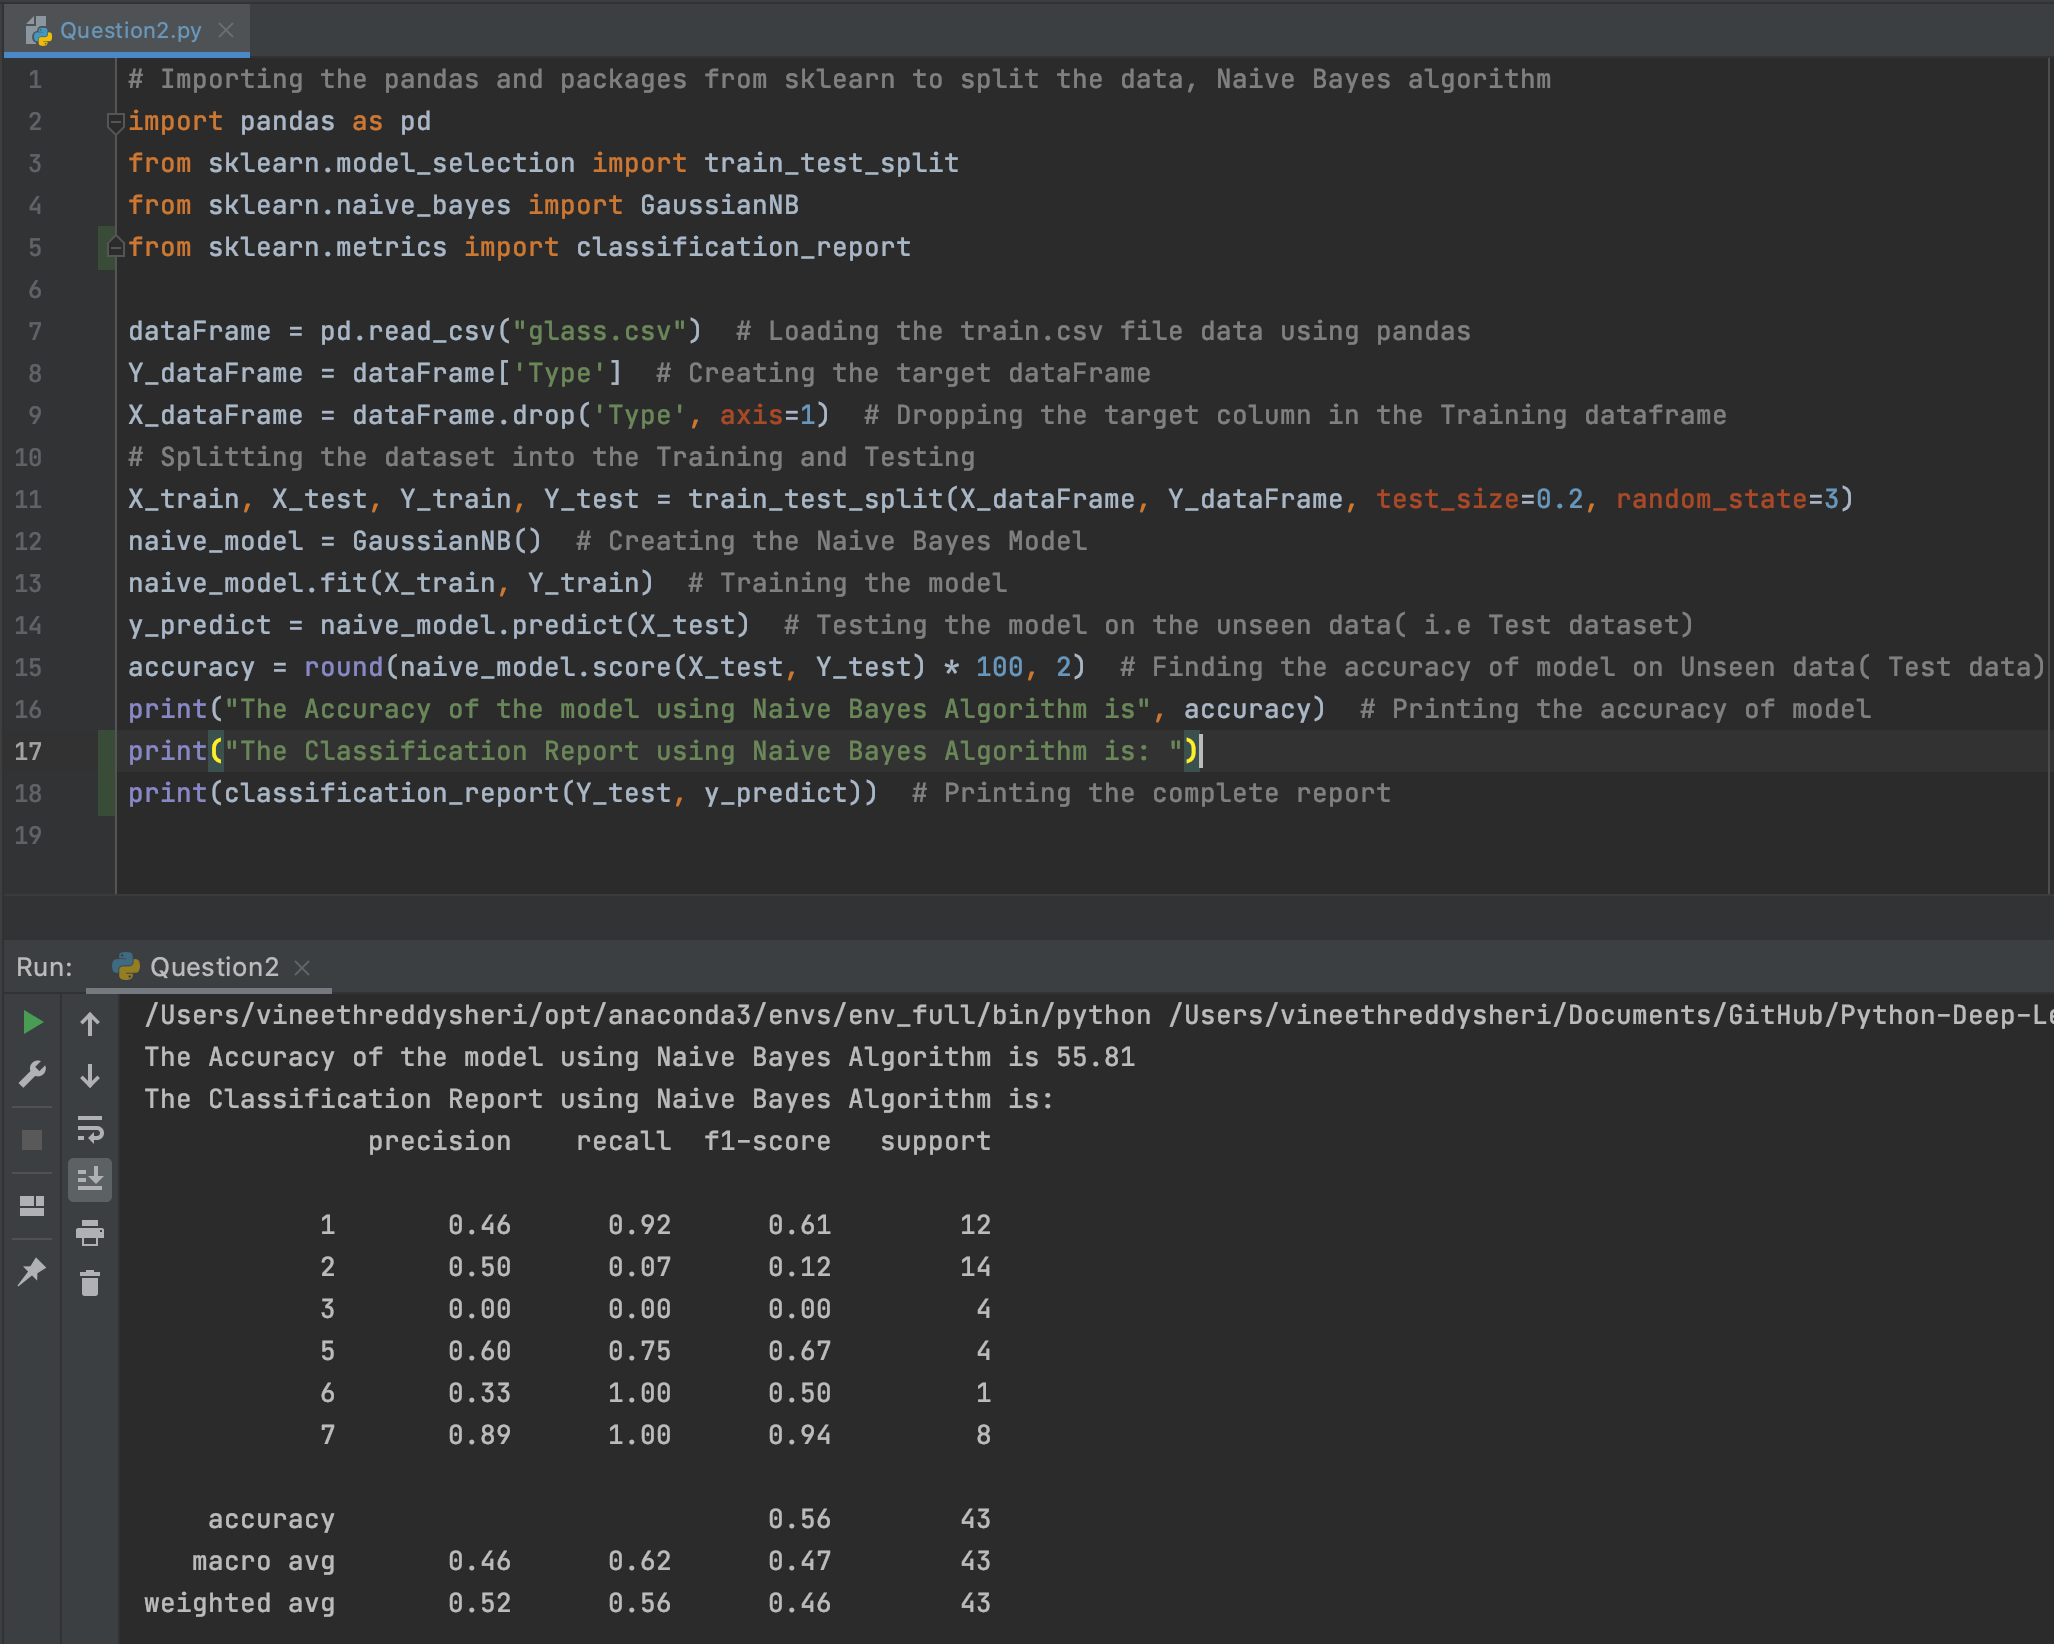 Question2.py
1 # Importing the pandas and packages from sklearn to split the data, Naive Bayes algorithm
2 import pandas as pd
3 from sklearn.model_selection import train_test_split
4 from sklearn.naive_bayes import GaussianNB
5 from sklearn.metrics import classification_report
6
7 dataFrame = pd.read_csv("glass.csv")  # Loading the train.csv file data using pandas
8 Y_dataFrame = dataFrame['Type']  # Creating the target dataFrame
9 X_dataFrame = dataFrame.drop('Type', axis=1)  # Dropping the target column in the Training dataframe
10 # Splitting the dataset into the Training and Testing
11 X_train, X_test, Y_train, Y_test = train_test_split(X_dataFrame, Y_dataFrame, test_size=0.2, random_state=3)
12 naive_model = GaussianNB()  # Creating the Naive Bayes Model
13 naive_model.fit(X_train, Y_train)  # Training the model
14 y_predict = naive_model.predict(X_test)  # Testing the model on the unseen data( i.e Test dataset)
15 accuracy = round(naive_model.score(X_test, Y_test) * 100, 2)  # Finding the accuracy of model on Unseen data( Test data)
16 print("The Accuracy of the model using Naive Bayes Algorithm is", accuracy)  # Printing the accuracy of model
17 print("The Classification Report using Naive Bayes Algorithm is: ")
18 print(classification_report(Y_test, y_predict))  # Printing the complete report
19
Run: Question2
/Users/vineethreddysheri/opt/anaconda3/envs/env_full/bin/python /Users/vineethreddysheri/Documents/GitHub/Python-Deep-Le
The Accuracy of the model using Naive Bayes Algorithm is 55.81
The Classification Report using Naive Bayes Algorithm is:
precision recall f1-score support
1 0.46 0.92 0.61 12
2 0.50 0.07 0.12 14
3 0.00 0.00 0.00 4
5 0.60 0.75 0.67 4
6 0.33 1.00 0.50 1
7 0.89 1.00 0.94 8
accuracy 0.56 43
macro avg 0.46 0.62 0.47 43
weighted avg 0.52 0.56 0.46 43